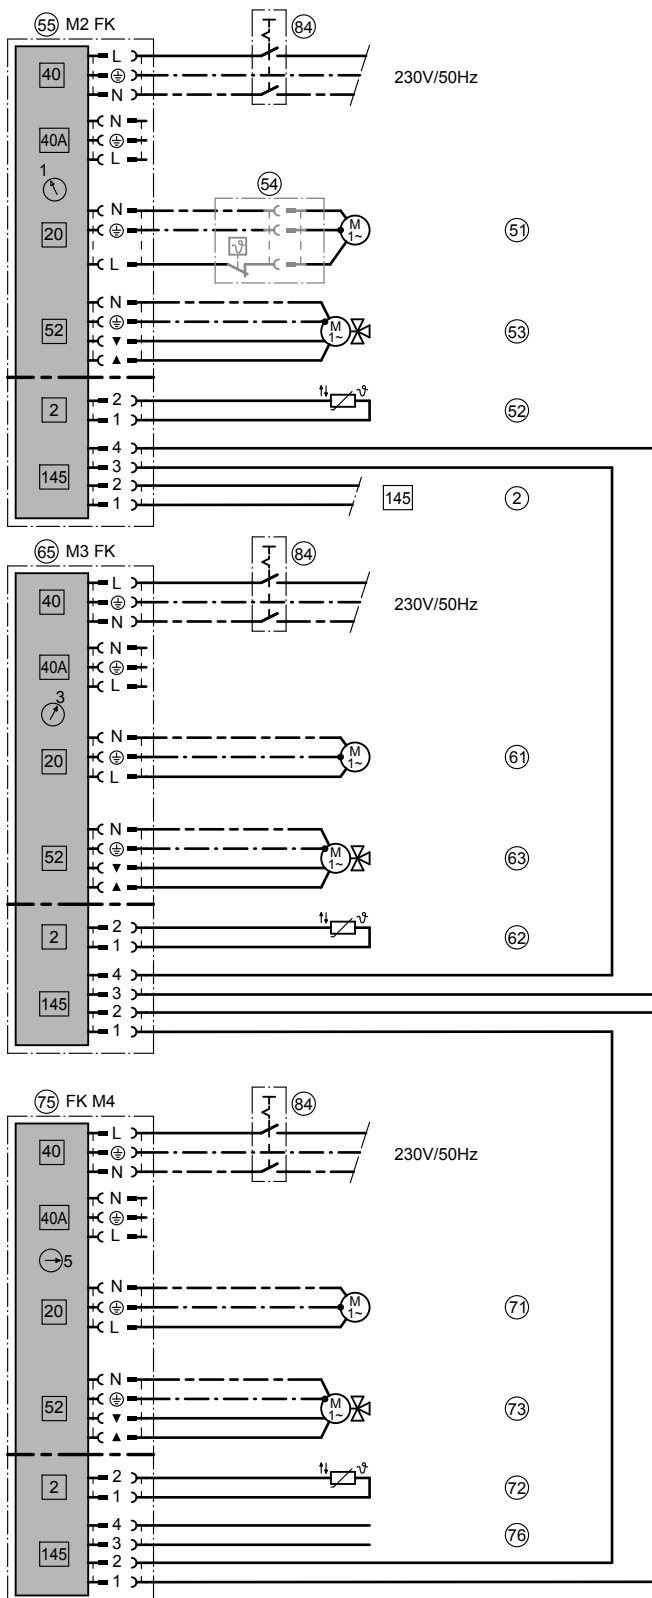 55 M2 FK 84
40 L
⏚ 230V/50Hz
N
40A N
⏚
L
1
54
20 N
⏚ M 1~ 51
L ϑ
52 N
⏚ M 1~ 53
▼
▲
2 2 ϑ 52
1
145 4
3
2 145 2
1
65 M3 FK 84
40 L
⏚ 230V/50Hz
N
40A N
⏚
L
3
20 N
⏚ M 1~ 61
L
52 N
⏚ M 1~ 63
▼
▲
2 2 ϑ 62
1
145 4
3
2
1
75 FK M4 84
40 L
⏚ 230V/50Hz
N
40A N
⏚
L
5
20 N
⏚ M 1~ 71
L
52 N
⏚ M 1~ 73
▼
▲
2 2 ϑ 72
1
145 4 76
3
2
1